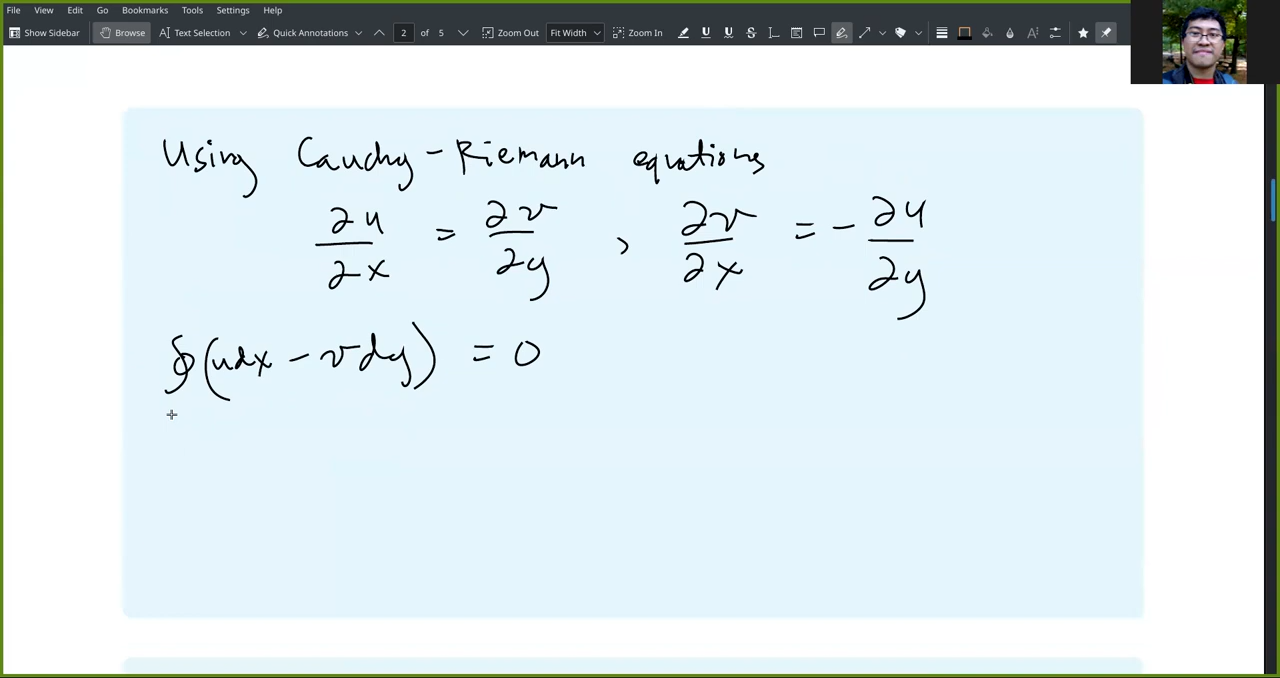 File View Edit Go Bookmarks Tools Settings Help
Show Sidebar Browse Text Selection Quick Annotations 2 of 5 Zoom Out Fit Width Zoom In
Using Cauchy-Riemann equations
∂u/∂x = ∂v/∂y , ∂v/∂x = - ∂u/∂y
∮(udx - vdy) = 0